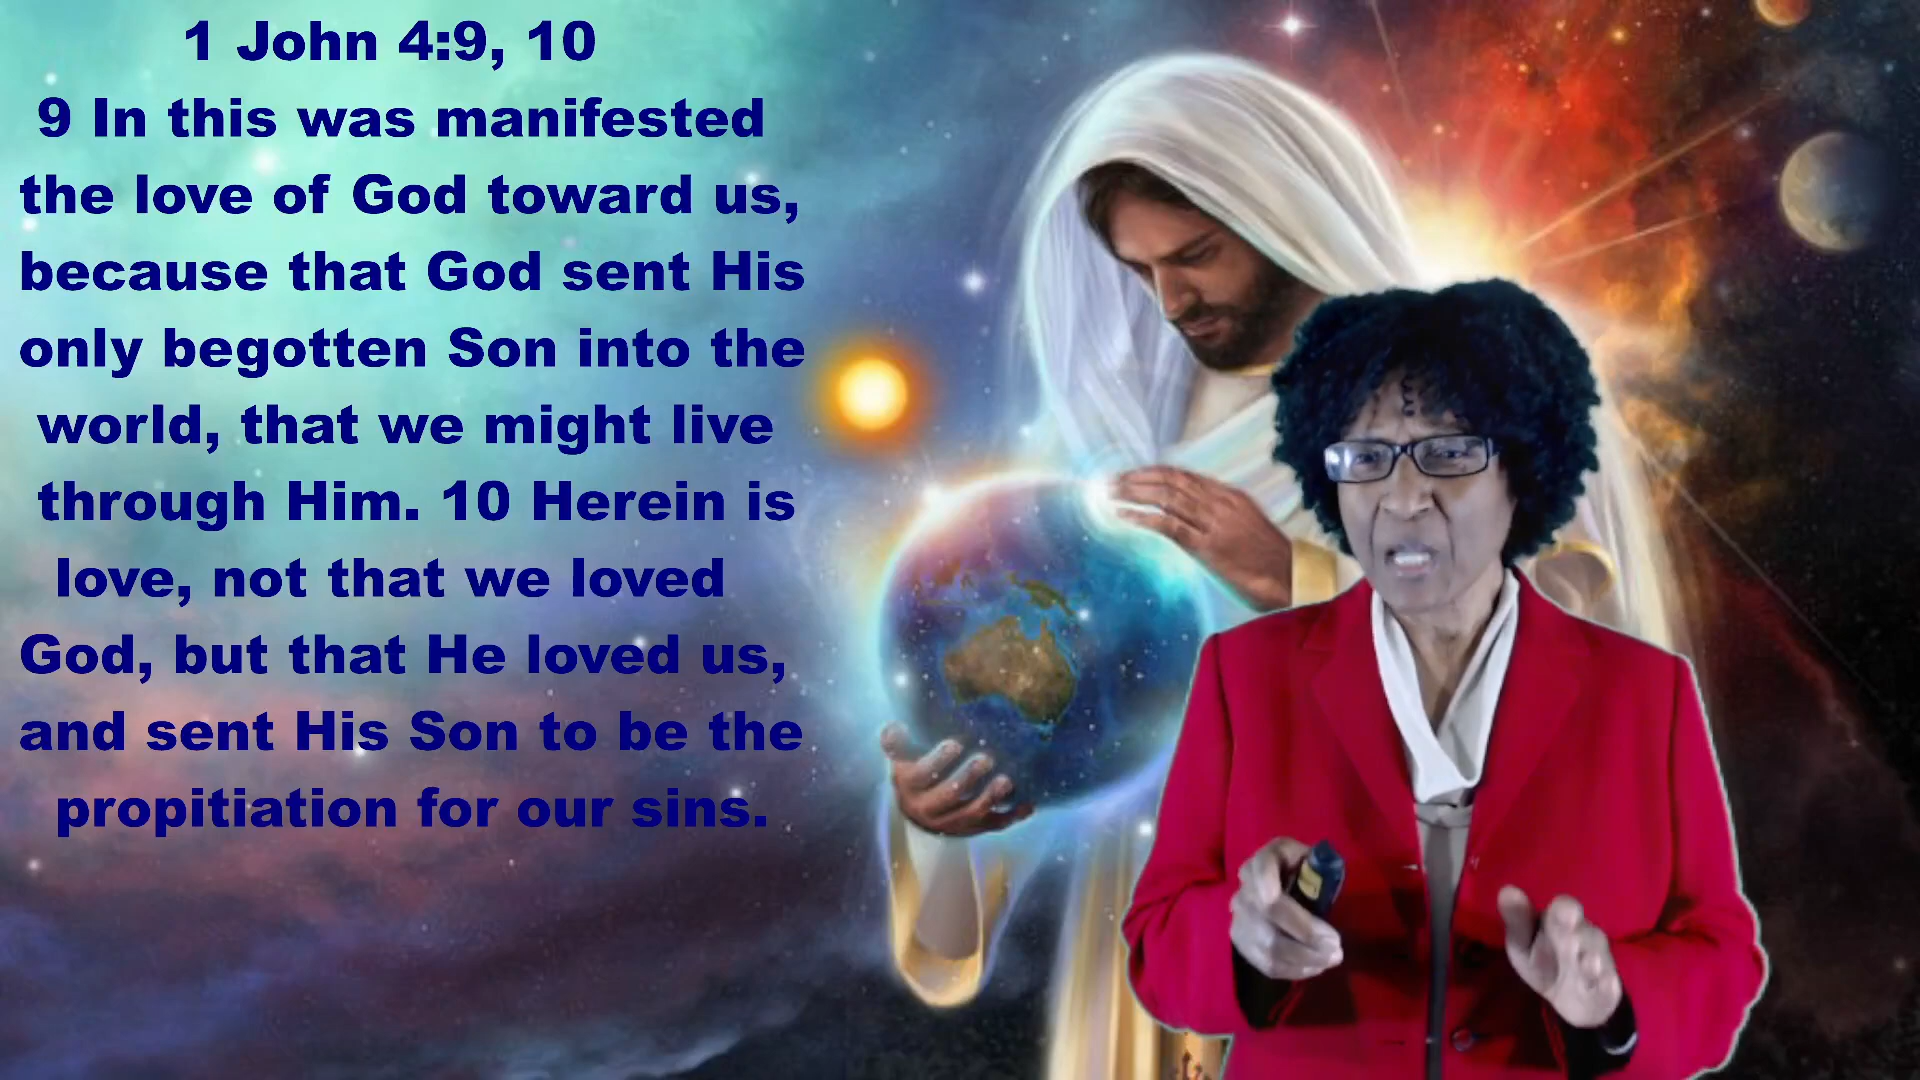 1 John 4:9, 10
9 In this was manifested
the love of God toward us,
because that God sent His
only begotten Son into the
world, that we might live
through Him. 10 Herein is
love, not that we loved
God, but that He loved us,
and sent His Son to be the
propitiation for our sins.